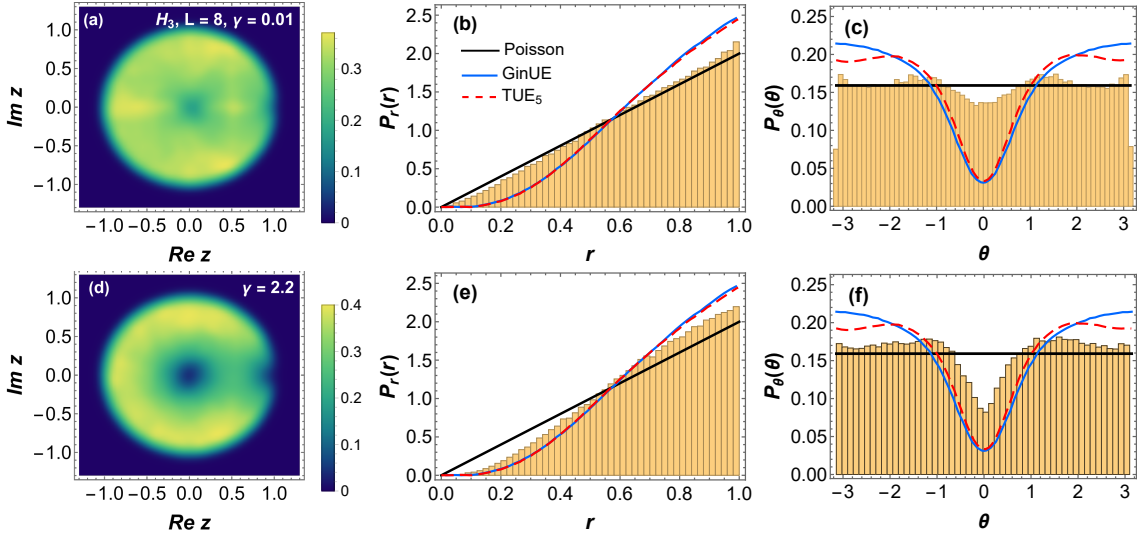 (a)
H₃, L = 8, γ = 0.01
1.0
0.5
0.0
−0.5
−1.0
Im z
−1.0 −0.5 0.0 0.5 1.0
Re z
0.3
0.2
0.1
0
(b)
Poisson
GinUE
TUE₅
2.5
2.0
1.5
1.0
0.5
0.0
Pᵣ(r)
0.0 0.2 0.4 0.6 0.8 1.0
r
(c)
0.20
0.15
0.10
0.05
0.00
P_θ(θ)
−3 −2 −1 0 1 2 3
θ
(d)
γ = 2.2
1.0
0.5
0.0
−0.5
−1.0
Im z
−1.0 −0.5 0.0 0.5 1.0
Re z
0.4
0.3
0.2
0.1
0
(e)
2.5
2.0
1.5
1.0
0.5
0.0
Pᵣ(r)
0.0 0.2 0.4 0.6 0.8 1.0
r
(f)
0.20
0.15
0.10
0.05
0.00
P_θ(θ)
−3 −2 −1 0 1 2 3
θ